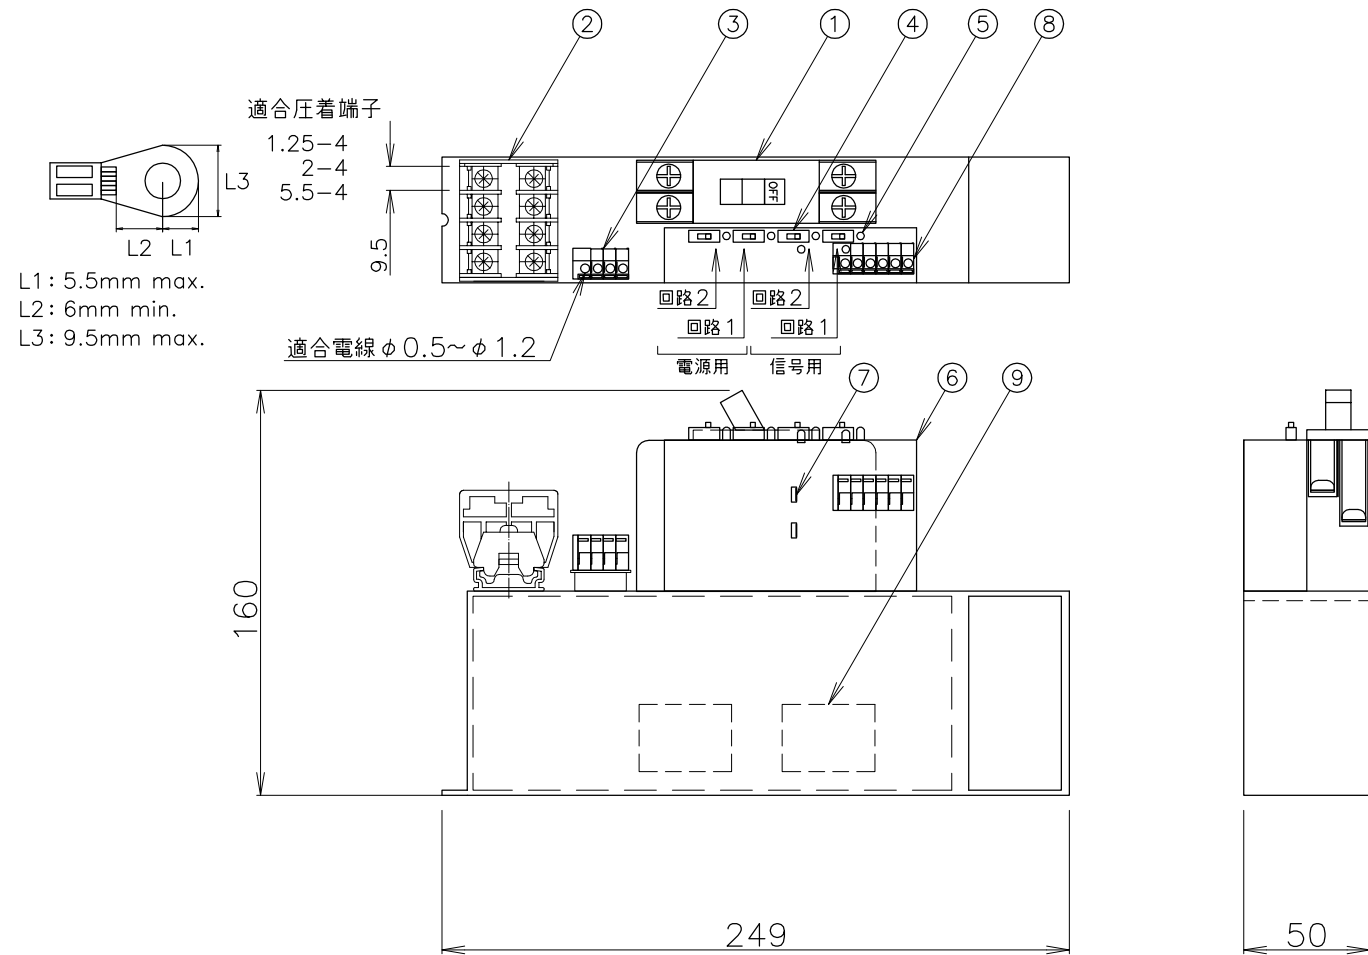 ② ③ ① ④ ⑤ ⑧
適合圧着端子
1.25-4
2-4
5.5-4
9.5
L3
L2 L1
L1:5.5mm max.
L2:6mm min.
L3:9.5mm max.
OFF
回路2 回路2
回路1 回路1
適合電線φ0.5~φ1.2
電源用 信号用
⑦ ⑥ ⑨
160
249
50